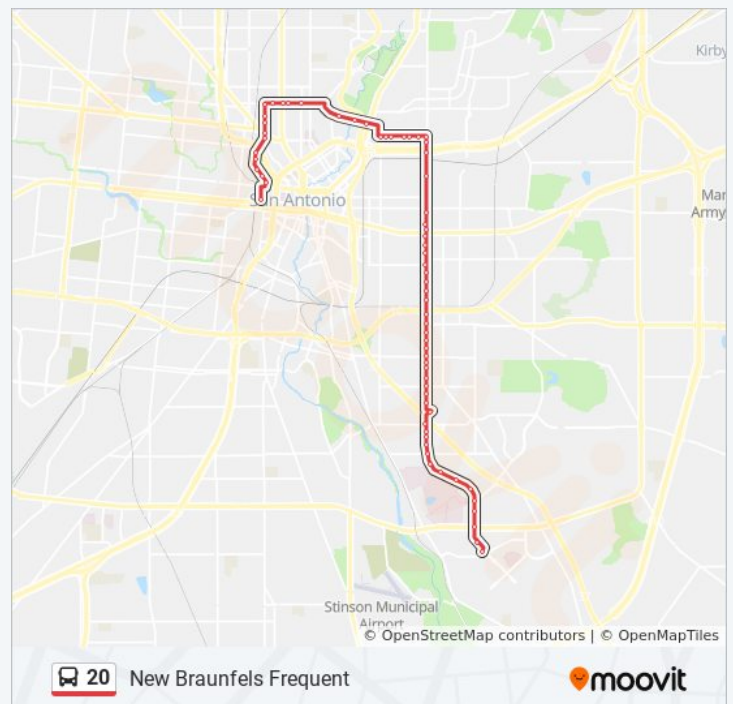 Kirby
San Antonio
Mar
Army
Stinson Municipal
Airport
© OpenStreetMap contributors | © OpenMapTiles
20 New Braunfels Frequent
moovit